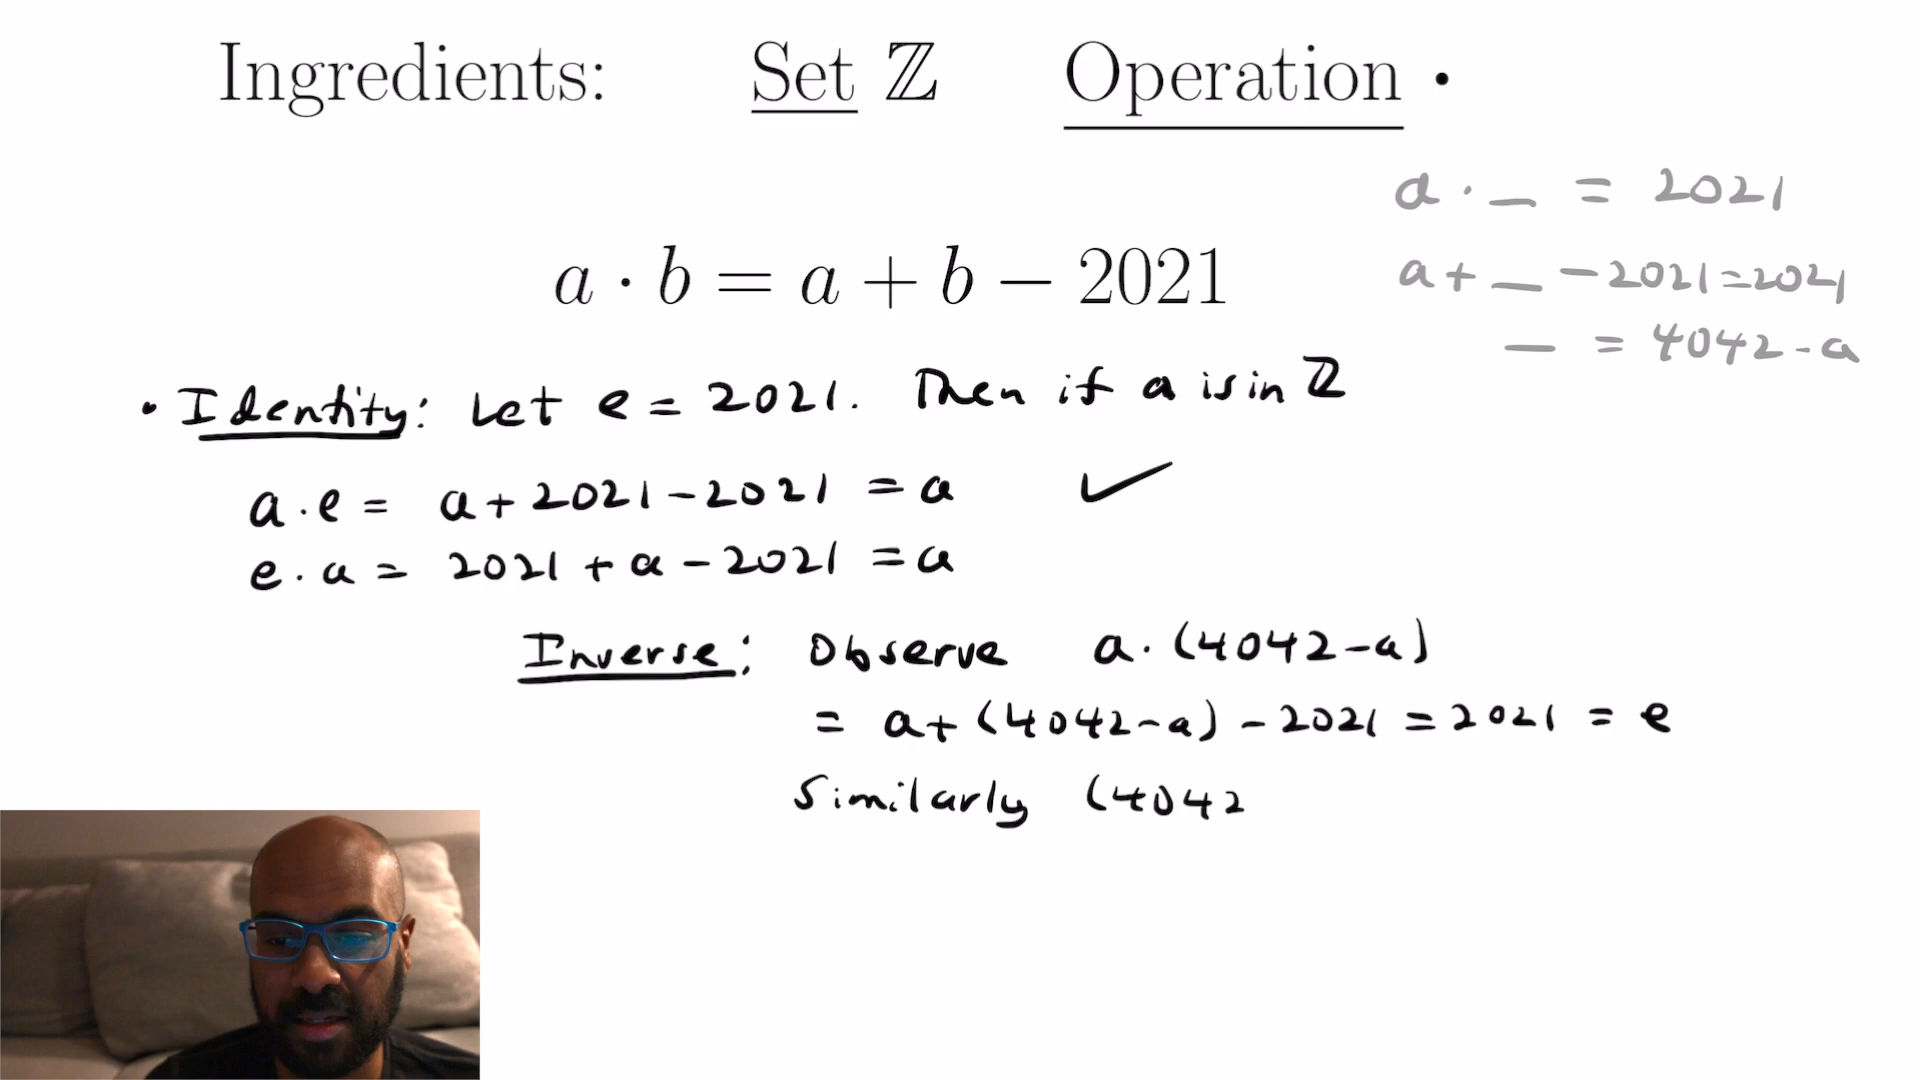 Ingredients: Set ℤ Operation •
a · _ = 2021
a · b = a + b − 2021
a + _ − 2021 = 2021
_ = 4042 - a
• Identity: Let e = 2021. Then if a is in ℤ
a · e = a + 2021 - 2021 = a ✓
e · a = 2021 + a - 2021 = a
Inverse: Observe a · (4042 - a)
= a + (4042 - a) - 2021 = 2021 = e
Similarly (4042